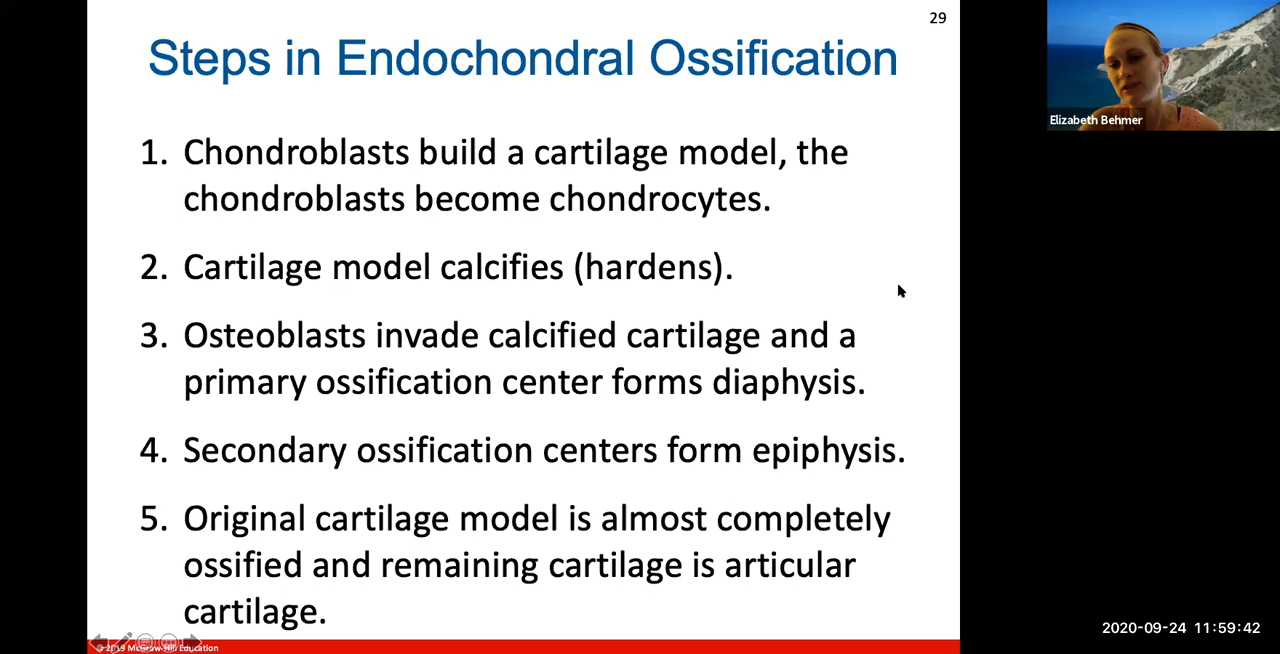 29
Steps in Endochondral Ossification
1. Chondroblasts build a cartilage model, the
chondroblasts become chondrocytes.
2. Cartilage model calcifies (hardens).
3. Osteoblasts invade calcified cartilage and a
primary ossification center forms diaphysis.
4. Secondary ossification centers form epiphysis.
5. Original cartilage model is almost completely
ossified and remaining cartilage is articular
cartilage.
© 2019 McGraw-Hill Education
Elizabeth Behmer
2020-09-24 11:59:42